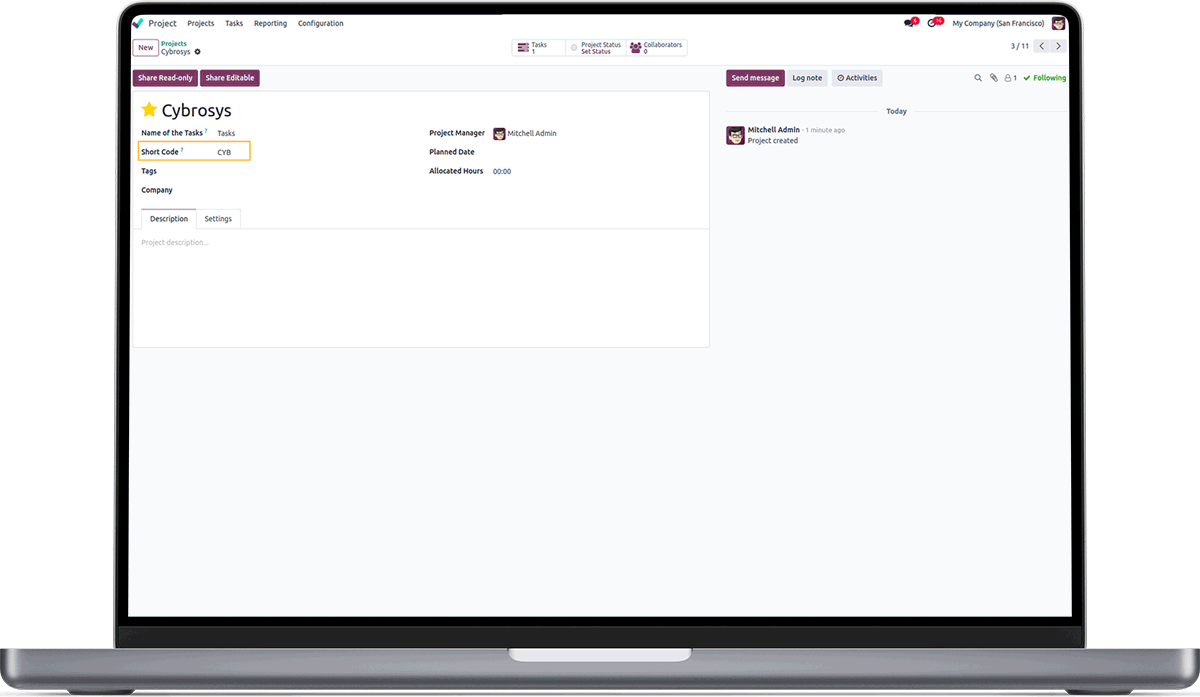 Project Projects Tasks Reporting Configuration 6 16 My Company (San Francisco)
New Projects
Cybrosys
Tasks
1
Project Status
Set Status
Collaborators
0
3 / 11
Share Read-only Share Editable
Send message Log note Activities 1 Following
Cybrosys
Name of the Tasks ? Tasks
Short Code ? CYB
Tags
Company
Project Manager Mitchell Admin
Planned Date
Allocated Hours 00:00
Description Settings
Project description...
Today
Mitchell Admin - 1 minute ago
Project created